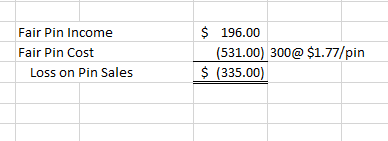 Fair Pin Income $ 196.00
Fair Pin Cost (531.00) 300@ $1.77/pin
Loss on Pin Sales $ (335.00)